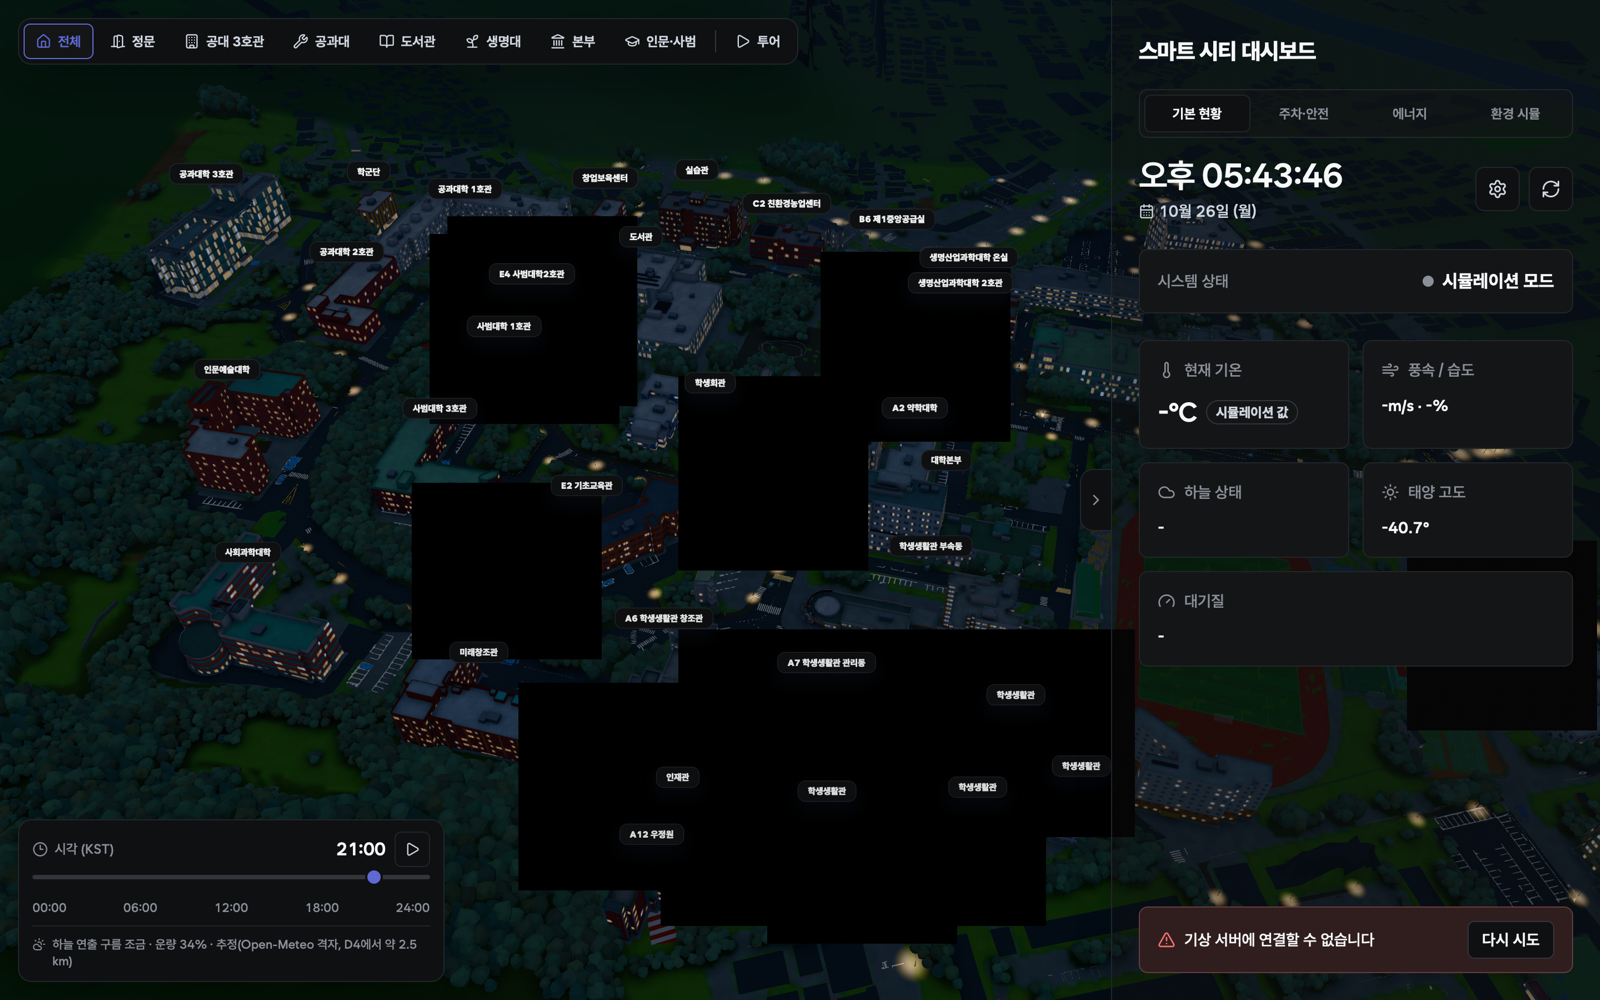 전체
정문
공대 3호관
공과대
도서관
생명대
본부
인문·사범
투어
스마트 시티 대시보드
기본 현황
주차·안전
에너지
환경 시뮬
오후 05:43:46
10월 26일 (월)
시스템 상태
시뮬레이션 모드
현재 기온
-°C
시뮬레이션 값
풍속 / 습도
-m/s · -%
하늘 상태
-
태양 고도
-40.7°
대기질
-
기상 서버에 연결할 수 없습니다
다시 시도
공과대학 3호관
학군단
공과대학 1호관
창업보육센터
실습관
C2 친환경농업센터
B6 제1중앙공급실
도서관
공과대학 2호관
생명산업과학대학 온실
E4 사범대학2호관
생명산업과학대학 2호관
사범대학 1호관
인문예술대학
학생회관
사범대학 3호관
A2 약학대학
대학본부
E2 기초교육관
사회과학대학
학생생활관 부속동
A6 학생생활관 창조관
미래창조관
A7 학생생활관 관리동
학생생활관
학생생활관
인재관
학생생활관
학생생활관
A12 우정원
시각 (KST)
21:00
00:00
06:00
12:00
18:00
24:00
하늘 연출 구름 조금 · 운량 34% · 추정(Open-Meteo 격자, D4에서 약 2.5
km)